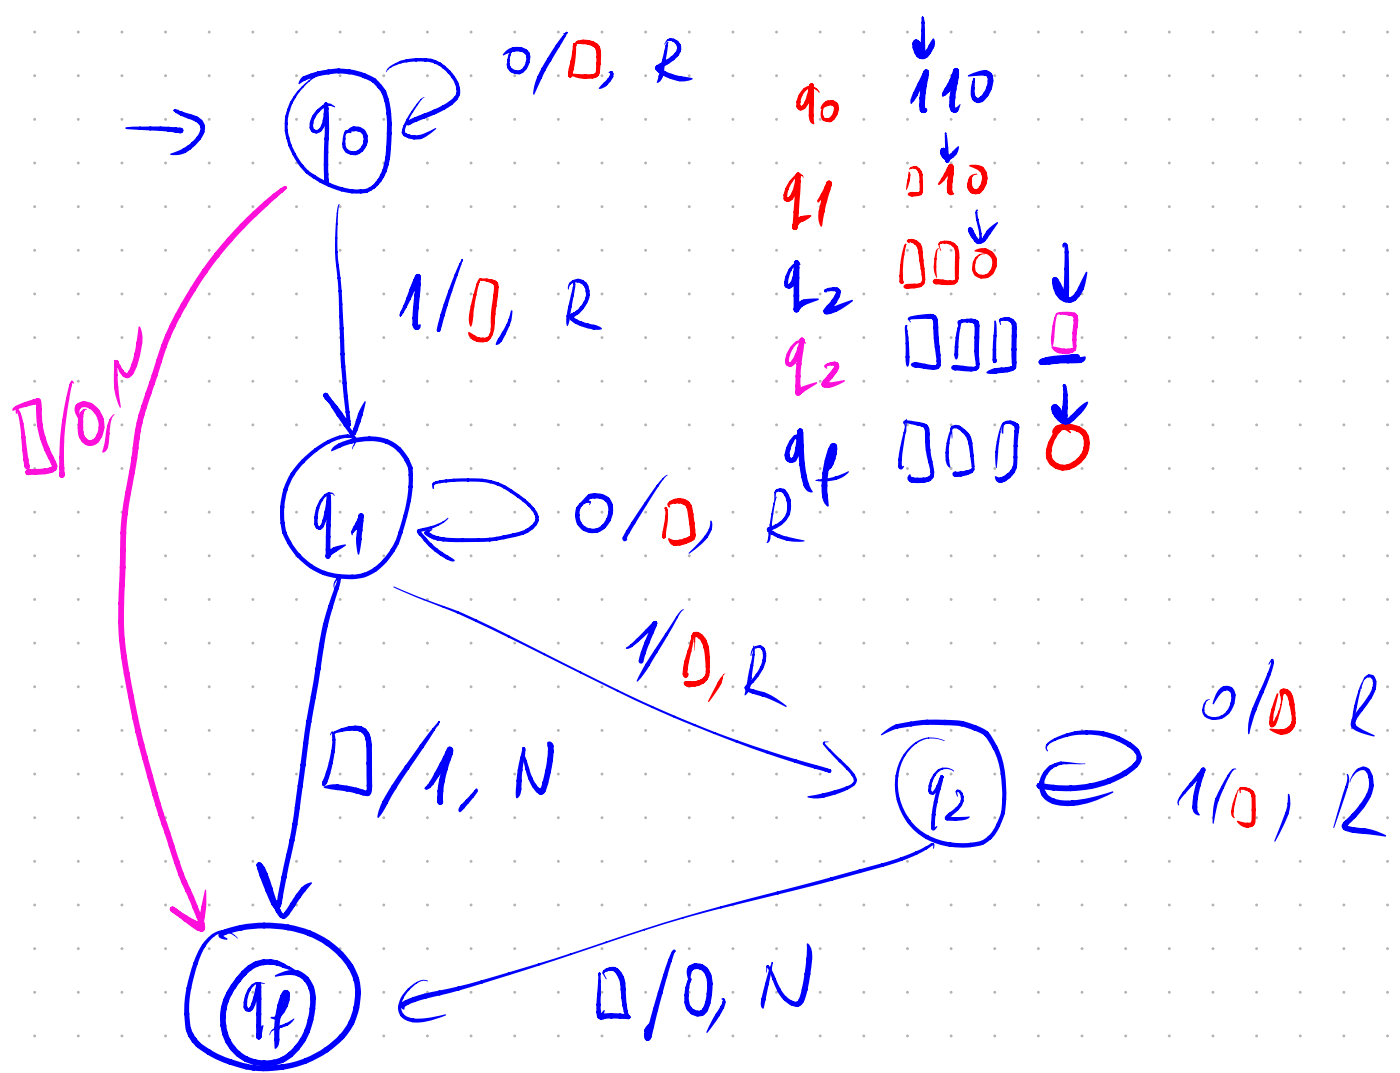 0/□, R
q0
1/□, R
□/0, N
q1
0/□, R
1/□, R
□/1, N
q2
0/□ R
1/□, R
□/0, N
qf
q0 110
q1 □10
q2 □□0
q2 □□□□
qf □□□0